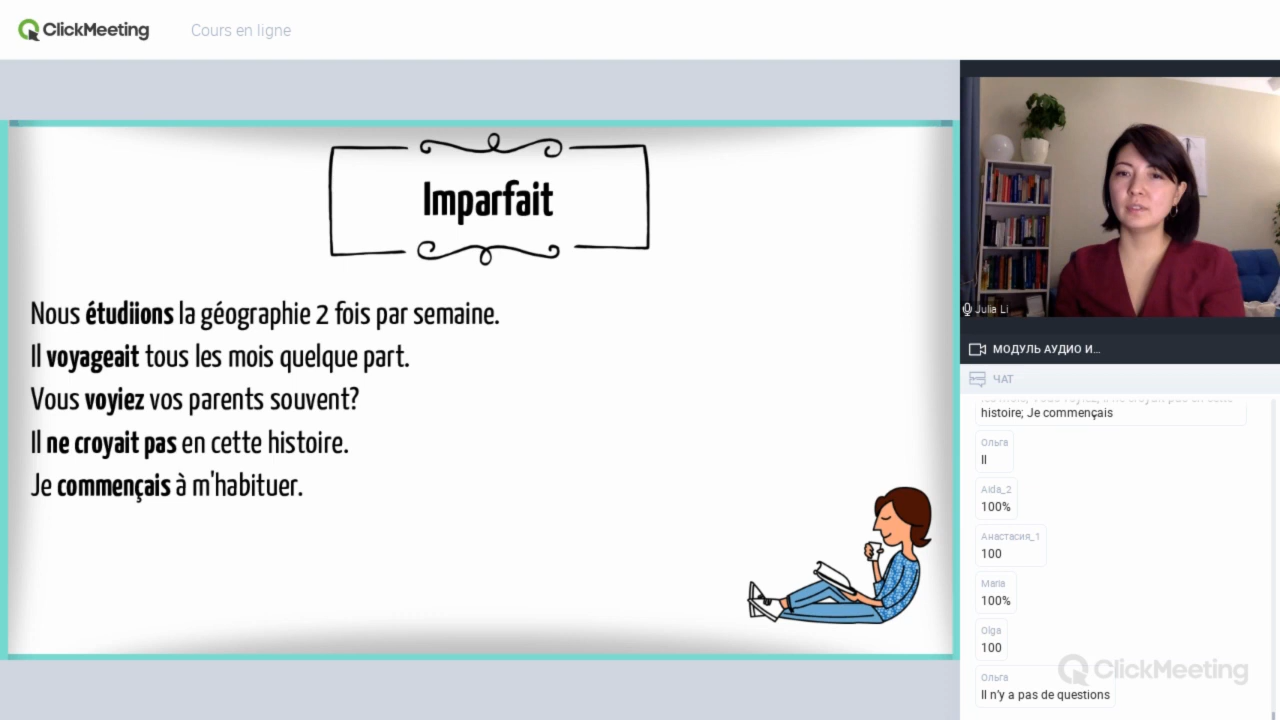 ClickMeeting
Cours en ligne
Imparfait
Nous étudiions la géographie 2 fois par semaine.
Il voyageait tous les mois quelque part.
Vous voyiez vos parents souvent?
Il ne croyait pas en cette histoire.
Je commençais à m'habituer.
Julia Li
МОДУЛЬ АУДИО И...
ЧАТ
histoire; Je commençais
Ольга
Il
Aida_2
100%
Анастасия_1
100
Maria
100%
Olga
100
ClickMeeting
Ольга
Il n'y a pas de questions